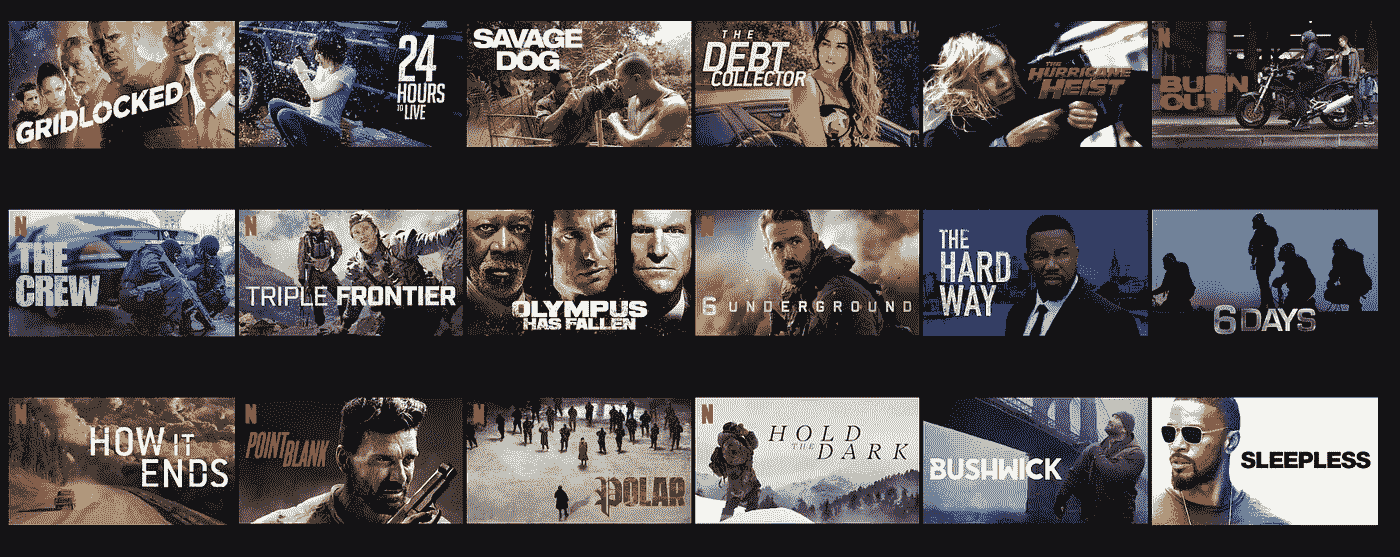 GRIDLOCKED
24
HOURS
TO LIVE
SAVAGE
DOG
THE
DEBT
COLLECTOR
THE
HURRICANE
HEIST
N
BURN
OUT
N
THE
CREW
N
TRIPLE FRONTIER
OLYMPUS
HAS FALLEN
N
6 UNDERGROUND
THE
HARD
WAY
6 DAYS
N
HOW IT
ENDS
N
POINT BLANK
N
POLAR
N
HOLD
THE DARK
BUSHWICK
SLEEPLESS